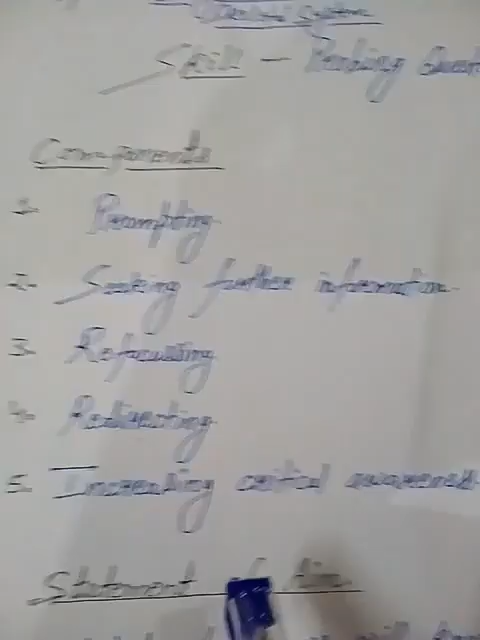 System
Skill - Probing
Components
1- Prompting
2- Seeking further information.
3- Refocusing
4- Redirecting
5. Increasing critical awareness
Statement of Aim